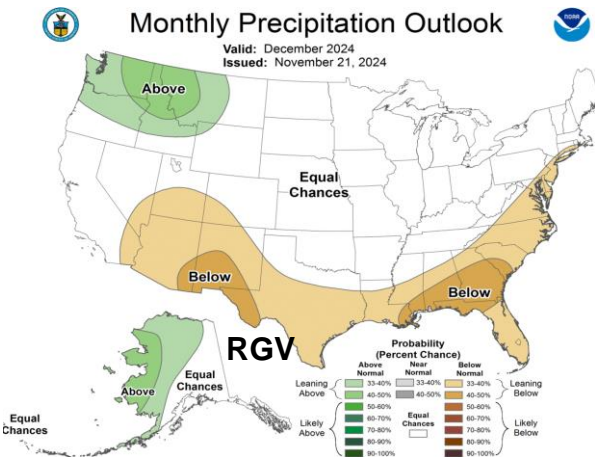 NOAA
Monthly Precipitation Outlook
Valid: December 2024
Issued: November 21, 2024
Above
Equal
Chances
Below
Below
RGV
Above
Equal
Chances
Equal
Chances
Probability
(Percent Chance)
Above
Normal
Near
Normal
Below
Normal
Leaning
Above
33-40%
33-40%
33-40%
Leaning
Below
40-50%
40-50%
40-50%
Likely
Above
50-60%
60-70%
70-80%
80-90%
90-100%
Equal
Chances
50-60%
60-70%
70-80%
80-90%
90-100%
Likely
Below